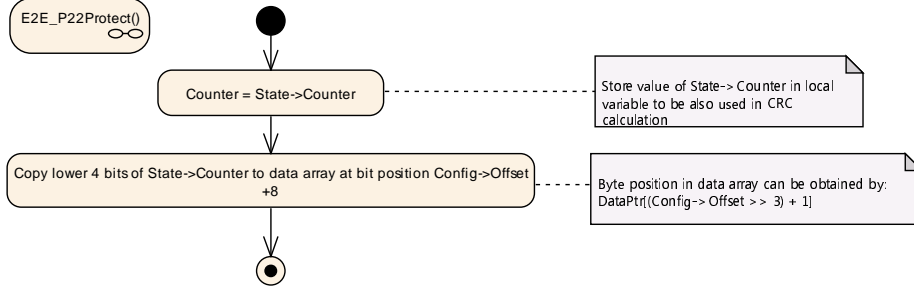 E2E_P22Protect()
Counter = State->Counter
Store value of State->Counter in local
variable to be also used in CRC
calculation
Copy lower 4 bits of State->Counter to data array at bit position Config->Offset
+8
Byte position in data array can be obtained by:
DataPtr[(Config->Offset >> 3) + 1]